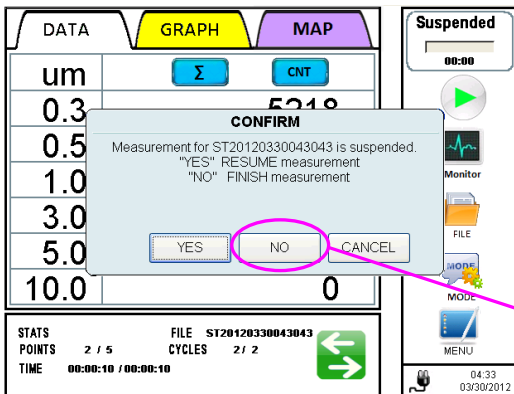 DATA GRAPH MAP
Suspended
00:00
um Σ CNT
0.3 5218
0.5
1.0
3.0
5.0
10.0 0
CONFIRM
Measurement for ST20120330043043 is suspended.
"YES" RESUME measurement
"NO" FINISH measurement
YES NO CANCEL
Monitor
FILE
MODE
MODE
MENU
STATS FILE ST20120330043043
POINTS 2 / 5 CYCLES 2/ 2
TIME 00:00:10 / 00:00:10
04:33
03/30/2012